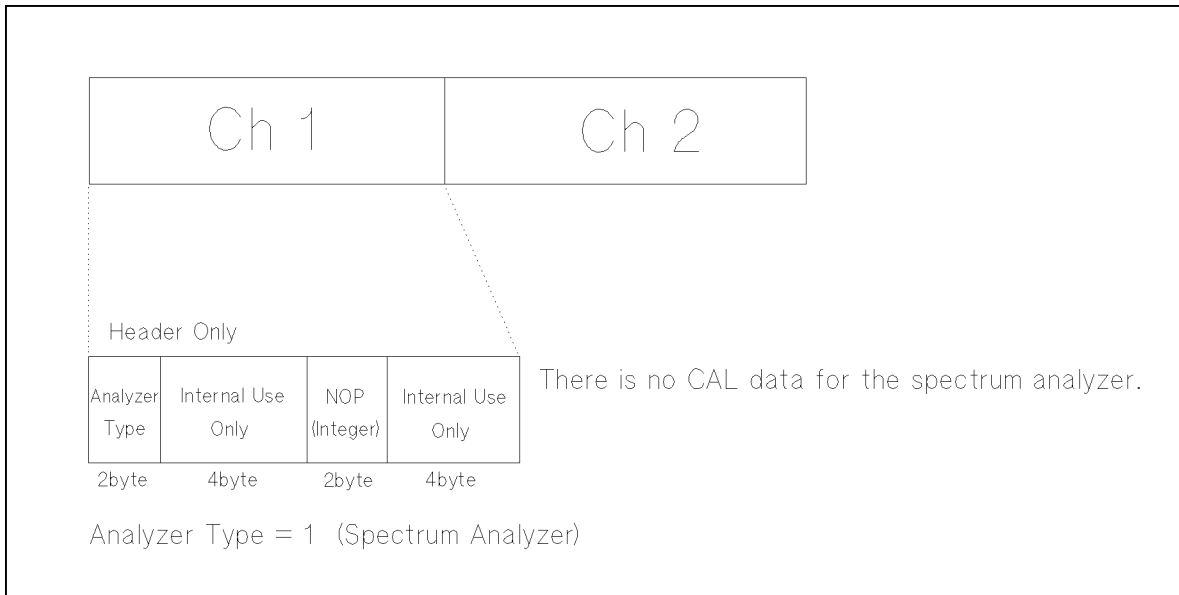 Ch 1 Ch 2
Header Only
Analyzer Type
Internal Use Only
NOP (Integer)
Internal Use Only
There is no CAL data for the spectrum analyzer.
2byte 4byte 2byte 4byte
Analyzer Type = 1 (Spectrum Analyzer)